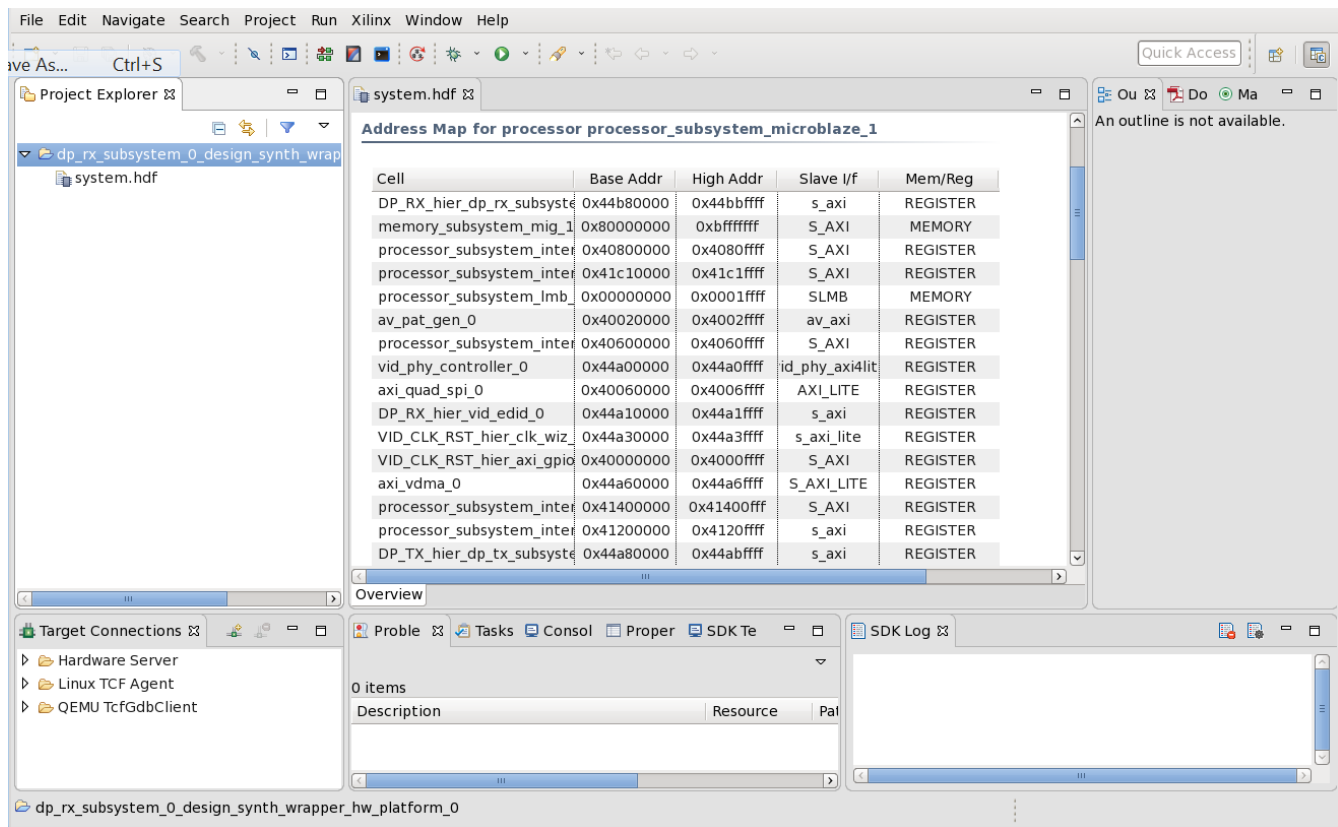 File Edit Navigate Search Project Run Xilinx Window Help
ave As... Ctrl+S
Quick Access
Project Explorer
dp_rx_subsystem_0_design_synth_wrap
system.hdf
system.hdf
Address Map for processor processor_subsystem_microblaze_1
Cell Base Addr High Addr Slave I/f Mem/Reg
DP_RX_hier_dp_rx_subsyste 0x44b80000 0x44bbffff s_axi REGISTER
memory_subsystem_mig_1 0x80000000 0xbfffffff S_AXI MEMORY
processor_subsystem_inter 0x40800000 0x4080ffff S_AXI REGISTER
processor_subsystem_inter 0x41c10000 0x41c1ffff S_AXI REGISTER
processor_subsystem_lmb_ 0x00000000 0x0001ffff SLMB MEMORY
av_pat_gen_0 0x40020000 0x4002ffff av_axi REGISTER
processor_subsystem_inter 0x40600000 0x4060ffff S_AXI REGISTER
vid_phy_controller_0 0x44a00000 0x44a0ffff id_phy_axi4lit REGISTER
axi_quad_spi_0 0x40060000 0x4006ffff AXI_LITE REGISTER
DP_RX_hier_vid_edid_0 0x44a10000 0x44a1ffff s_axi REGISTER
VID_CLK_RST_hier_clk_wiz_ 0x44a30000 0x44a3ffff s_axi_lite REGISTER
VID_CLK_RST_hier_axi_gpio 0x40000000 0x4000ffff S_AXI REGISTER
axi_vdma_0 0x44a60000 0x44a6ffff S_AXI_LITE REGISTER
processor_subsystem_inter 0x41400000 0x41400fff S_AXI REGISTER
processor_subsystem_inter 0x41200000 0x4120ffff s_axi REGISTER
DP_TX_hier_dp_tx_subsyste 0x44a80000 0x44abffff s_axi REGISTER
Overview
Ou Do Ma
An outline is not available.
Target Connections
Hardware Server
Linux TCF Agent
QEMU TcfGdbClient
Proble Tasks Consol Proper SDK Te
0 items
Description Resource Pat
SDK Log
dp_rx_subsystem_0_design_synth_wrapper_hw_platform_0